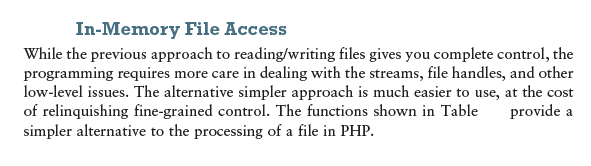 In-Memory File Access
While the previous approach to reading/writing files gives you complete control, the
programming requires more care in dealing with the streams, file handles, and other
low-level issues. The alternative simpler approach is much easier to use, at the cost
of relinquishing fine-grained control. The functions shown in Table provide a
simpler alternative to the processing of a file in PHP.